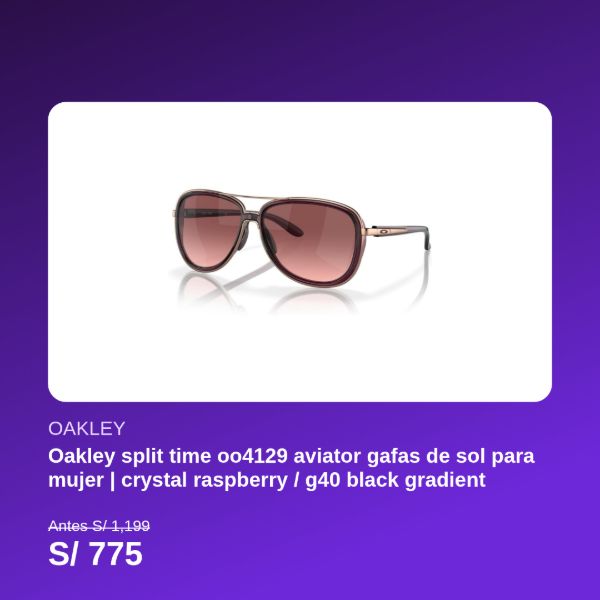 OAKLEY
Oakley split time oo4129 aviator gafas de sol para
mujer | crystal raspberry / g40 black gradient
Antes S/ 1,199
S/ 775